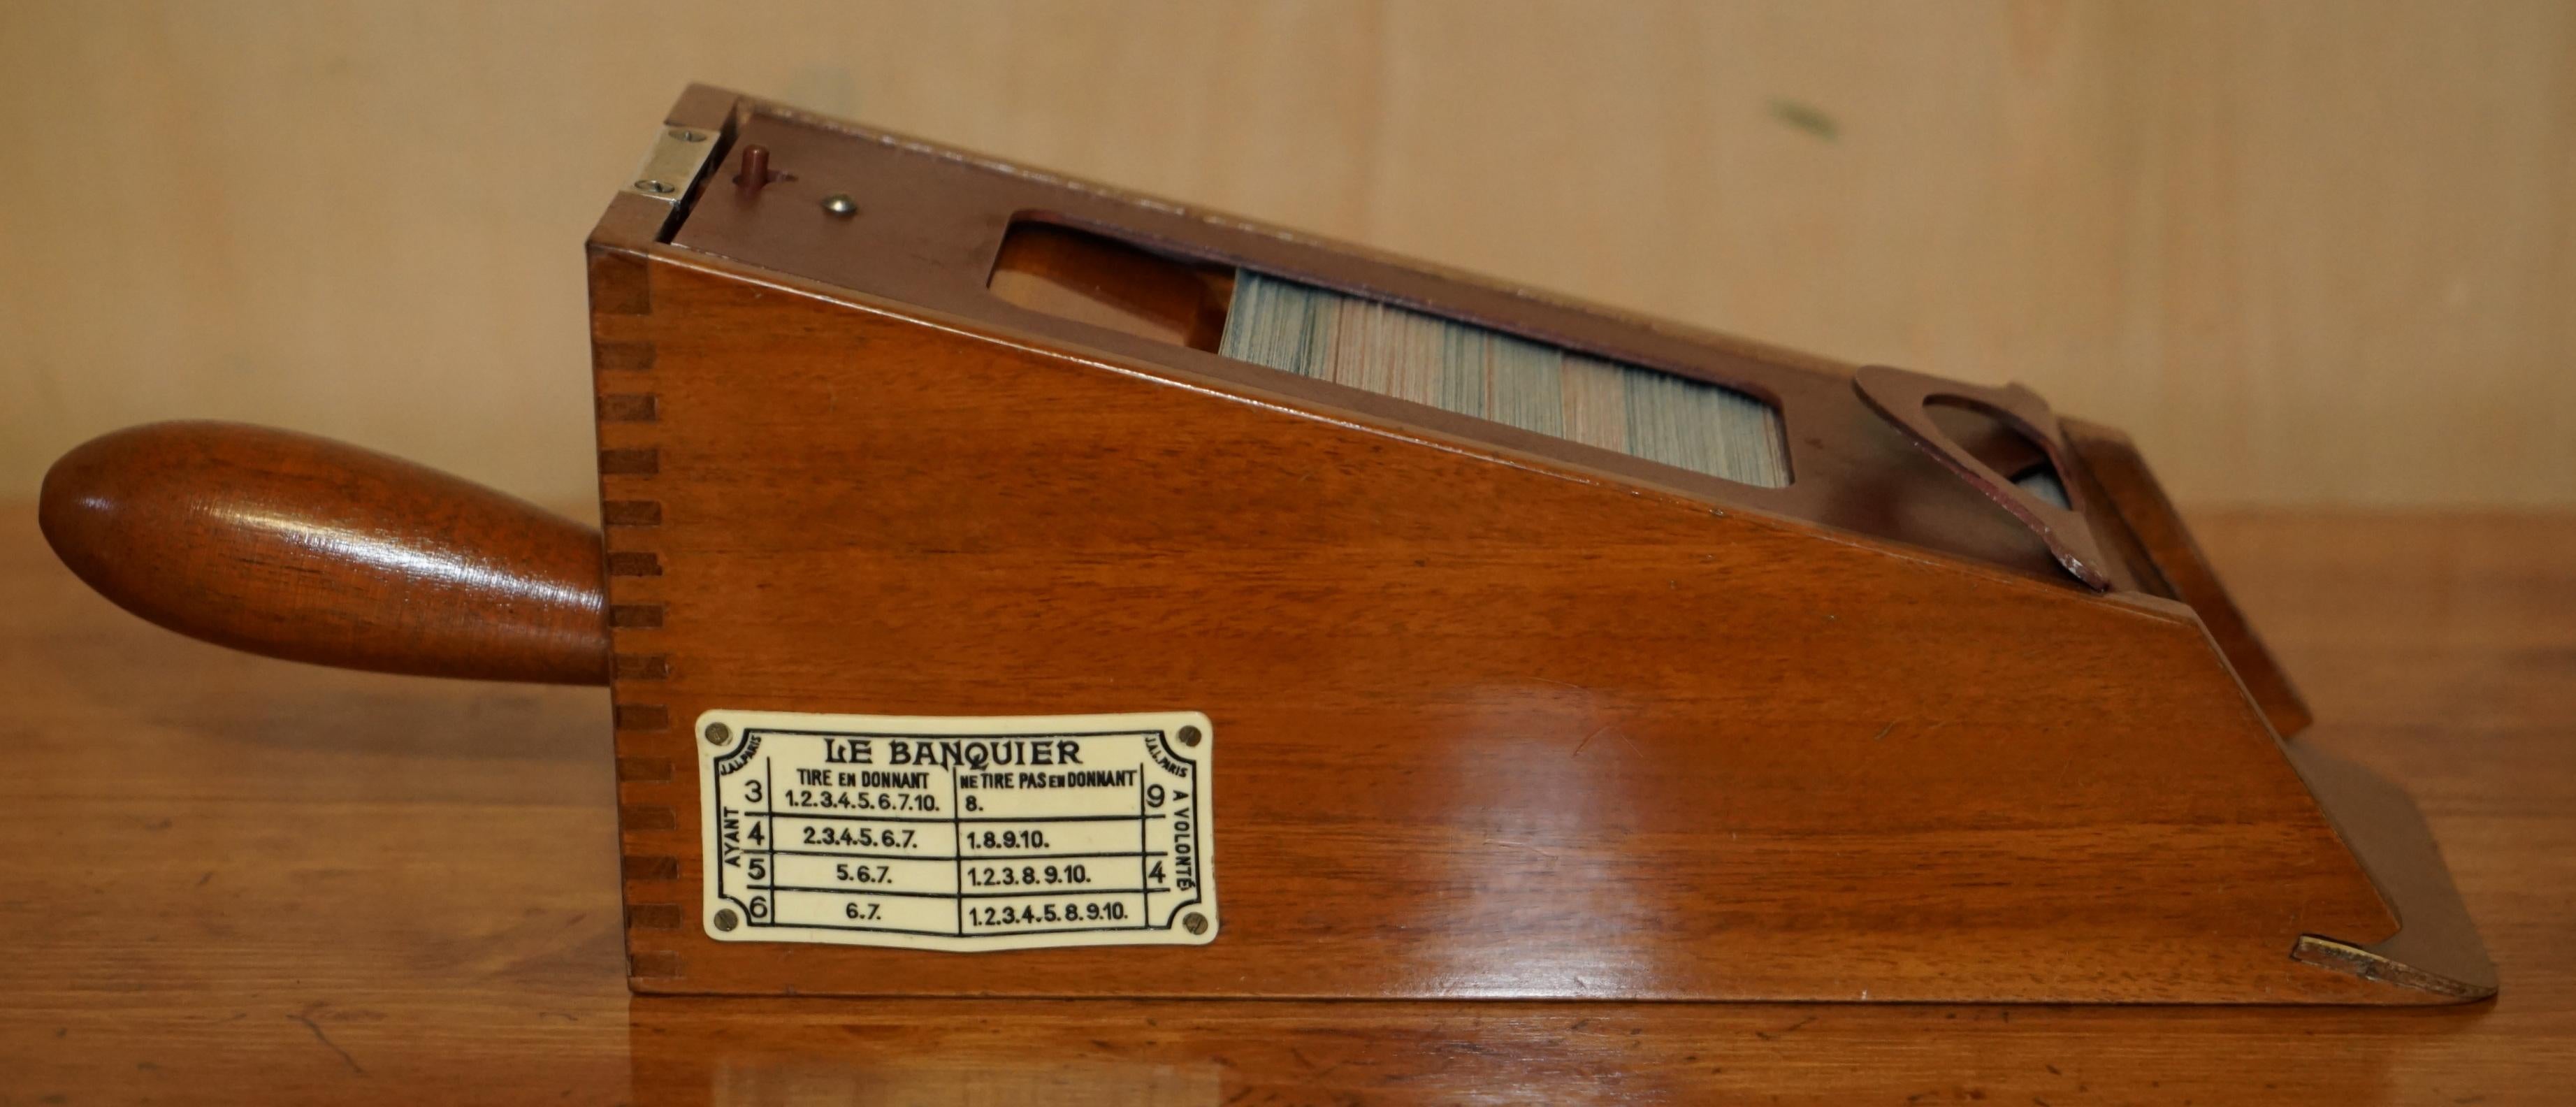 LE BANQUIER
J.A.L. PARIS
J.A.L. PARIS
TIRE EN DONNANT NE TIRE PAS EN DONNANT
AYANT
A VOLONTÉ
3 1.2.3.4.5.6.7.10. 8. 9
4 2.3.4.5.6.7. 1.8.9.10.
5 5.6.7. 1.2.3.8.9.10. 4
6 6.7. 1.2.3.4.5.8.9.10.